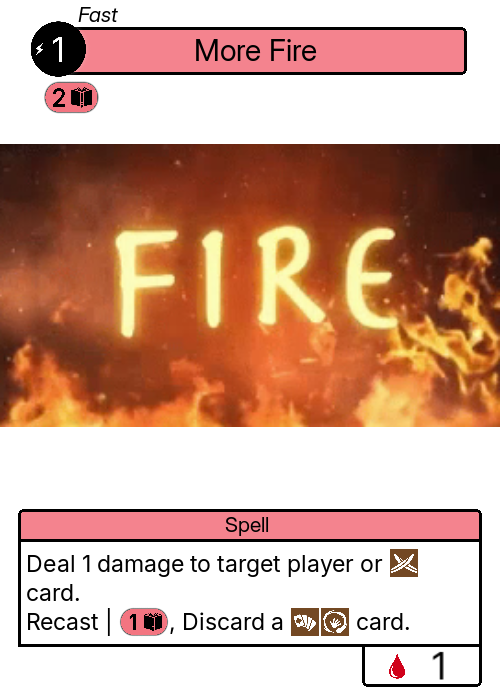 Fast
1
More Fire
2
FIRE
Spell
Deal 1 damage to target player or
card.
Recast | 1 , Discard a card.
1